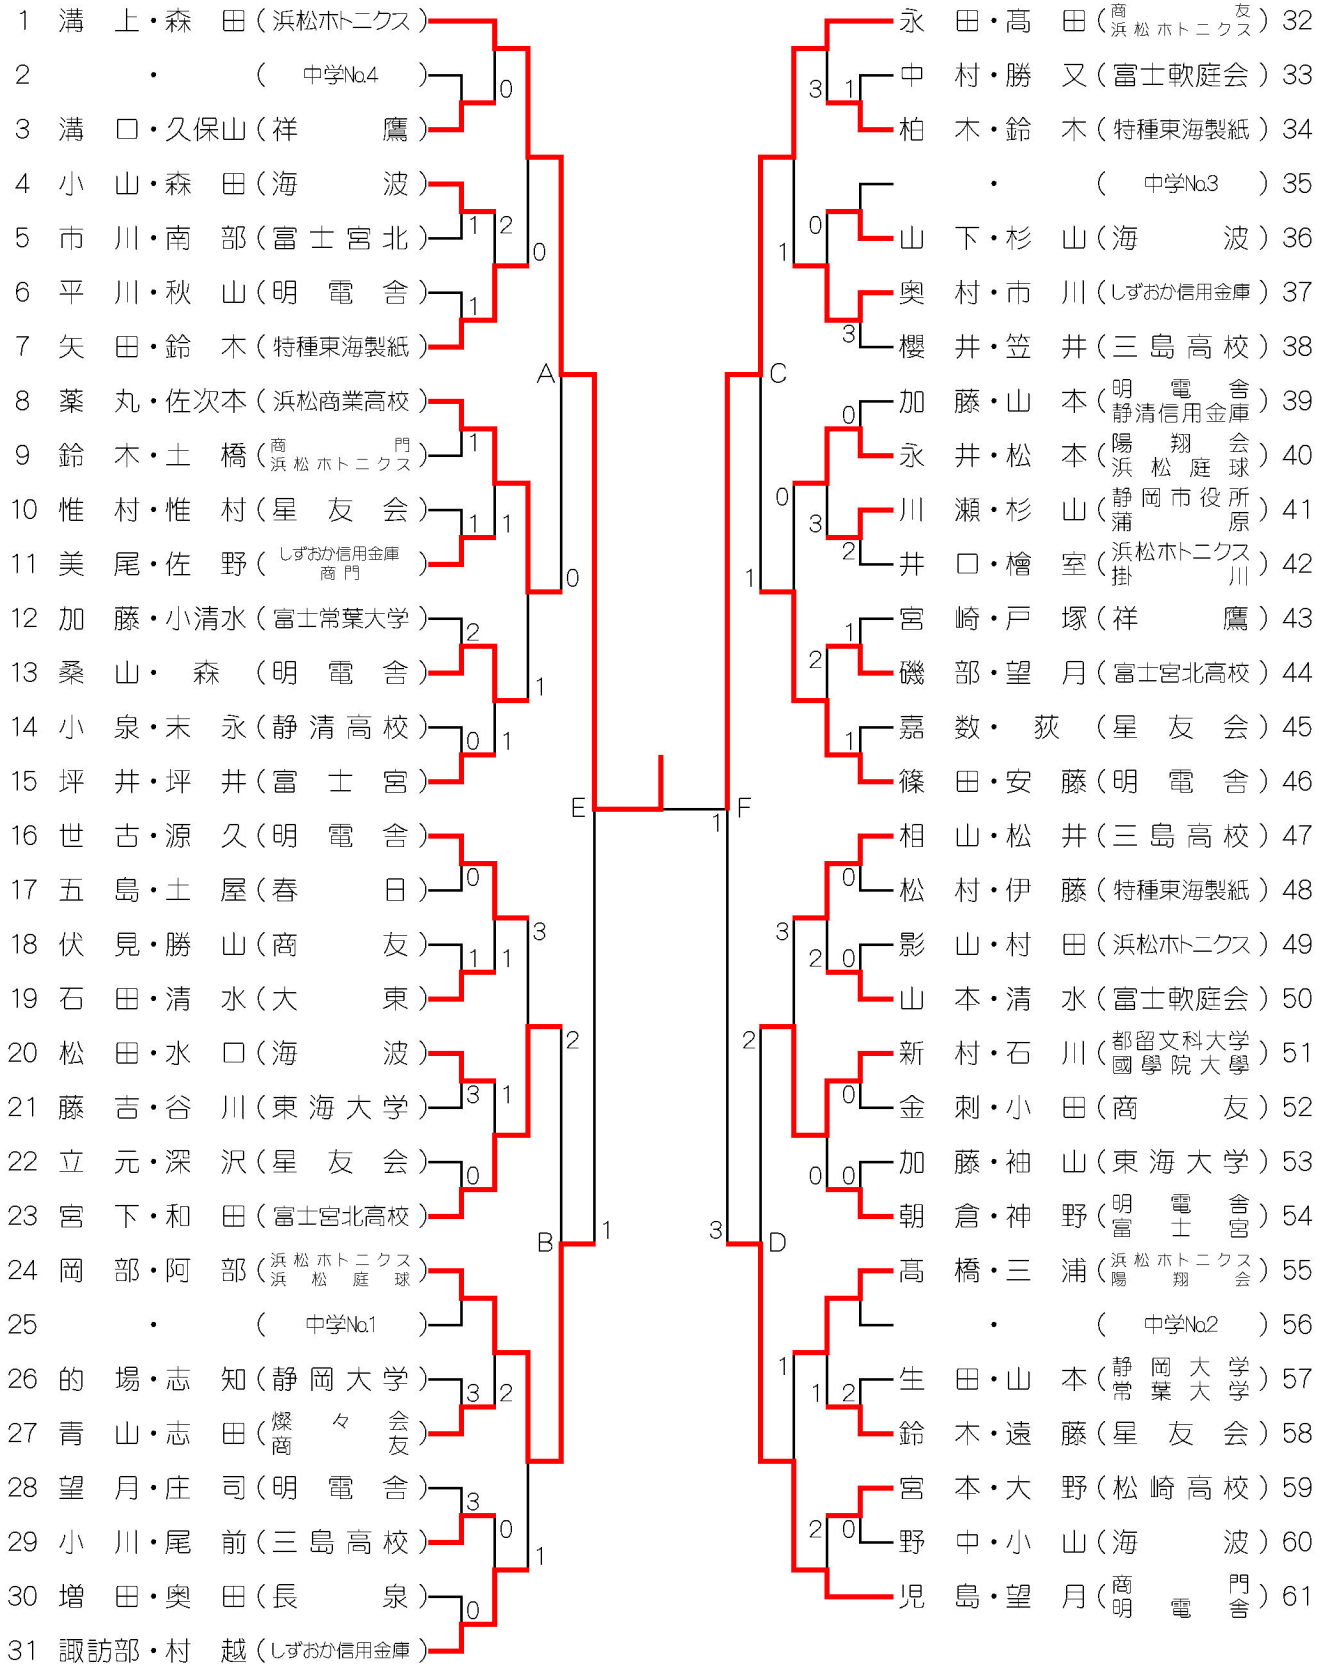 1 溝上・森田(浜松ホトニクス)
2 ・ (中学No.4)
3 溝口・久保山(祥鷹)
4 小山・森田(海波)
5 市川・南部(富士宮北)
6 平川・秋山(明電舎)
7 矢田・鈴木(特種東海製紙)
8 薬丸・佐次本(浜松商業高校)
9 鈴木・土橋(商門 浜松ホトニクス)
10 惟村・惟村(星友会)
11 美尾・佐野(しずおか信用金庫 商門)
12 加藤・小清水(富士常葉大学)
13 桑山・森(明電舎)
14 小泉・末永(静清高校)
15 坪井・坪井(富士宮)
16 世古・源久(明電舎)
17 五島・土屋(春日)
18 伏見・勝山(商友)
19 石田・清水(大東)
20 松田・水口(海波)
21 藤吉・谷川(東海大学)
22 立元・深沢(星友会)
23 宮下・和田(富士宮北高校)
24 岡部・阿部(浜松ホトニクス 浜松庭球)
25 ・ (中学No.1)
26 的場・志知(静岡大学)
27 青山・志田(燦々会 商友)
28 望月・庄司(明電舎)
29 小川・尾前(三島高校)
30 増田・奥田(長泉)
31 諏訪部・村越(しずおか信用金庫)
0
1 2
0
1
A
1
1 1
0
2
1
0 1
E
0
3
1 1
2
3 1
0
B 1
3 2
3
0
1
0
永田・髙田(商友 浜松ホトニクス) 32
中村・勝又(富士軟庭会) 33
柏木・鈴木(特種東海製紙) 34
・ (中学No.3) 35
山下・杉山(海波) 36
奥村・市川(しずおか信用金庫) 37
櫻井・笠井(三島高校) 38
加藤・山本(明電舎 静清信用金庫) 39
永井・松本(陽翔会 浜松庭球) 40
川瀬・杉山(静岡市役所 蒲原) 41
井口・檜室(浜松ホトニクス 掛川) 42
宮崎・戸塚(祥鷹) 43
磯部・望月(富士宮北高校) 44
嘉数・荻(星友会) 45
篠田・安藤(明電舎) 46
相山・松井(三島高校) 47
松村・伊藤(特種東海製紙) 48
影山・村田(浜松ホトニクス) 49
山本・清水(富士軟庭会) 50
新村・石川(都留文科大学 國學院大學) 51
金刺・小田(商友) 52
加藤・袖山(東海大学) 53
朝倉・神野(明電舎 富士宮) 54
髙橋・三浦(浜松ホトニクス 陽翔会) 55
・ (中学No.2) 56
生田・山本(静岡大学 常葉大学) 57
鈴木・遠藤(星友会) 58
宮本・大野(松崎高校) 59
野中・小山(海波) 60
児島・望月(商門 明電舎) 61
3 1
0
1
3
C
0
0
3
2
1
1
2
1
1 F
0
3
2 0
2
0
0 0
3 D
1
1 2
2 0